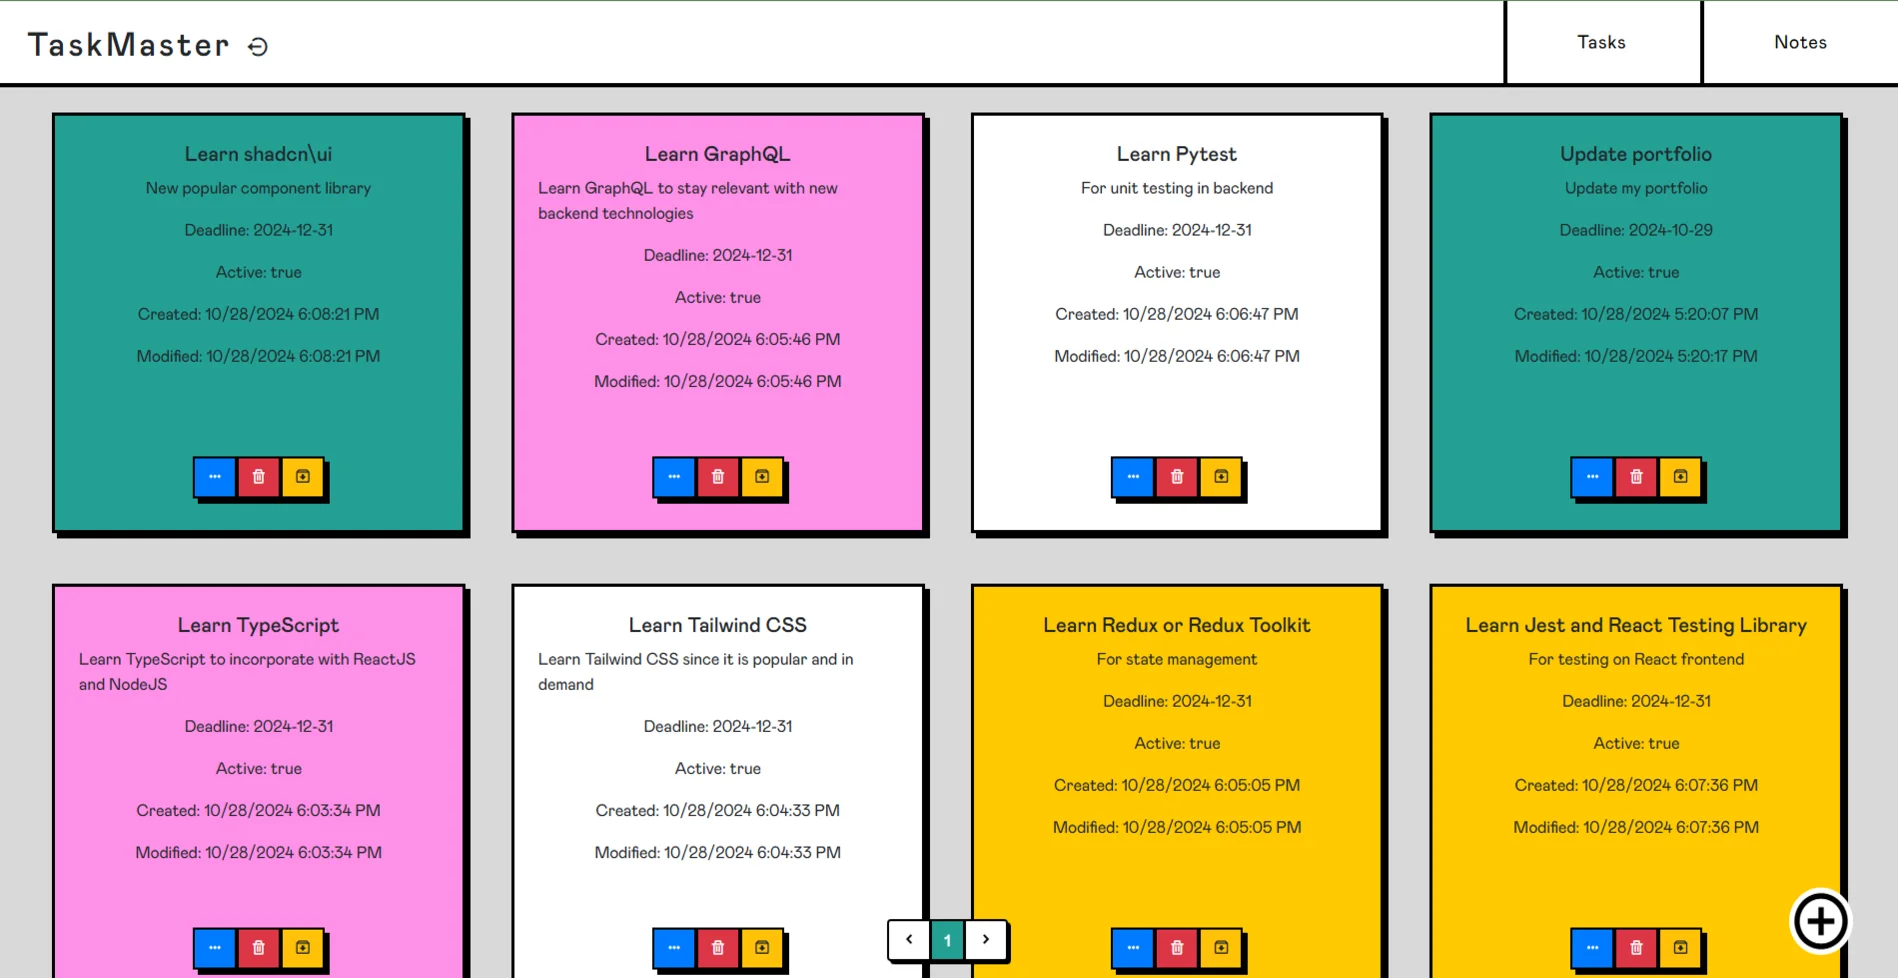 TaskMaster
Tasks
Notes
Learn shadcn\ui
New popular component library
Deadline: 2024-12-31
Active: true
Created: 10/28/2024 6:08:21 PM
Modified: 10/28/2024 6:08:21 PM
Learn GraphQL
Learn GraphQL to stay relevant with new
backend technologies
Deadline: 2024-12-31
Active: true
Created: 10/28/2024 6:05:46 PM
Modified: 10/28/2024 6:05:46 PM
Learn Pytest
For unit testing in backend
Deadline: 2024-12-31
Active: true
Created: 10/28/2024 6:06:47 PM
Modified: 10/28/2024 6:06:47 PM
Update portfolio
Update my portfolio
Deadline: 2024-10-29
Active: true
Created: 10/28/2024 5:20:07 PM
Modified: 10/28/2024 5:20:17 PM
Learn TypeScript
Learn TypeScript to incorporate with ReactJS
and NodeJS
Deadline: 2024-12-31
Active: true
Created: 10/28/2024 6:03:34 PM
Modified: 10/28/2024 6:03:34 PM
Learn Tailwind CSS
Learn Tailwind CSS since it is popular and in
demand
Deadline: 2024-12-31
Active: true
Created: 10/28/2024 6:04:33 PM
Modified: 10/28/2024 6:04:33 PM
Learn Redux or Redux Toolkit
For state management
Deadline: 2024-12-31
Active: true
Created: 10/28/2024 6:05:05 PM
Modified: 10/28/2024 6:05:05 PM
Learn Jest and React Testing Library
For testing on React frontend
Deadline: 2024-12-31
Active: true
Created: 10/28/2024 6:07:36 PM
Modified: 10/28/2024 6:07:36 PM
1